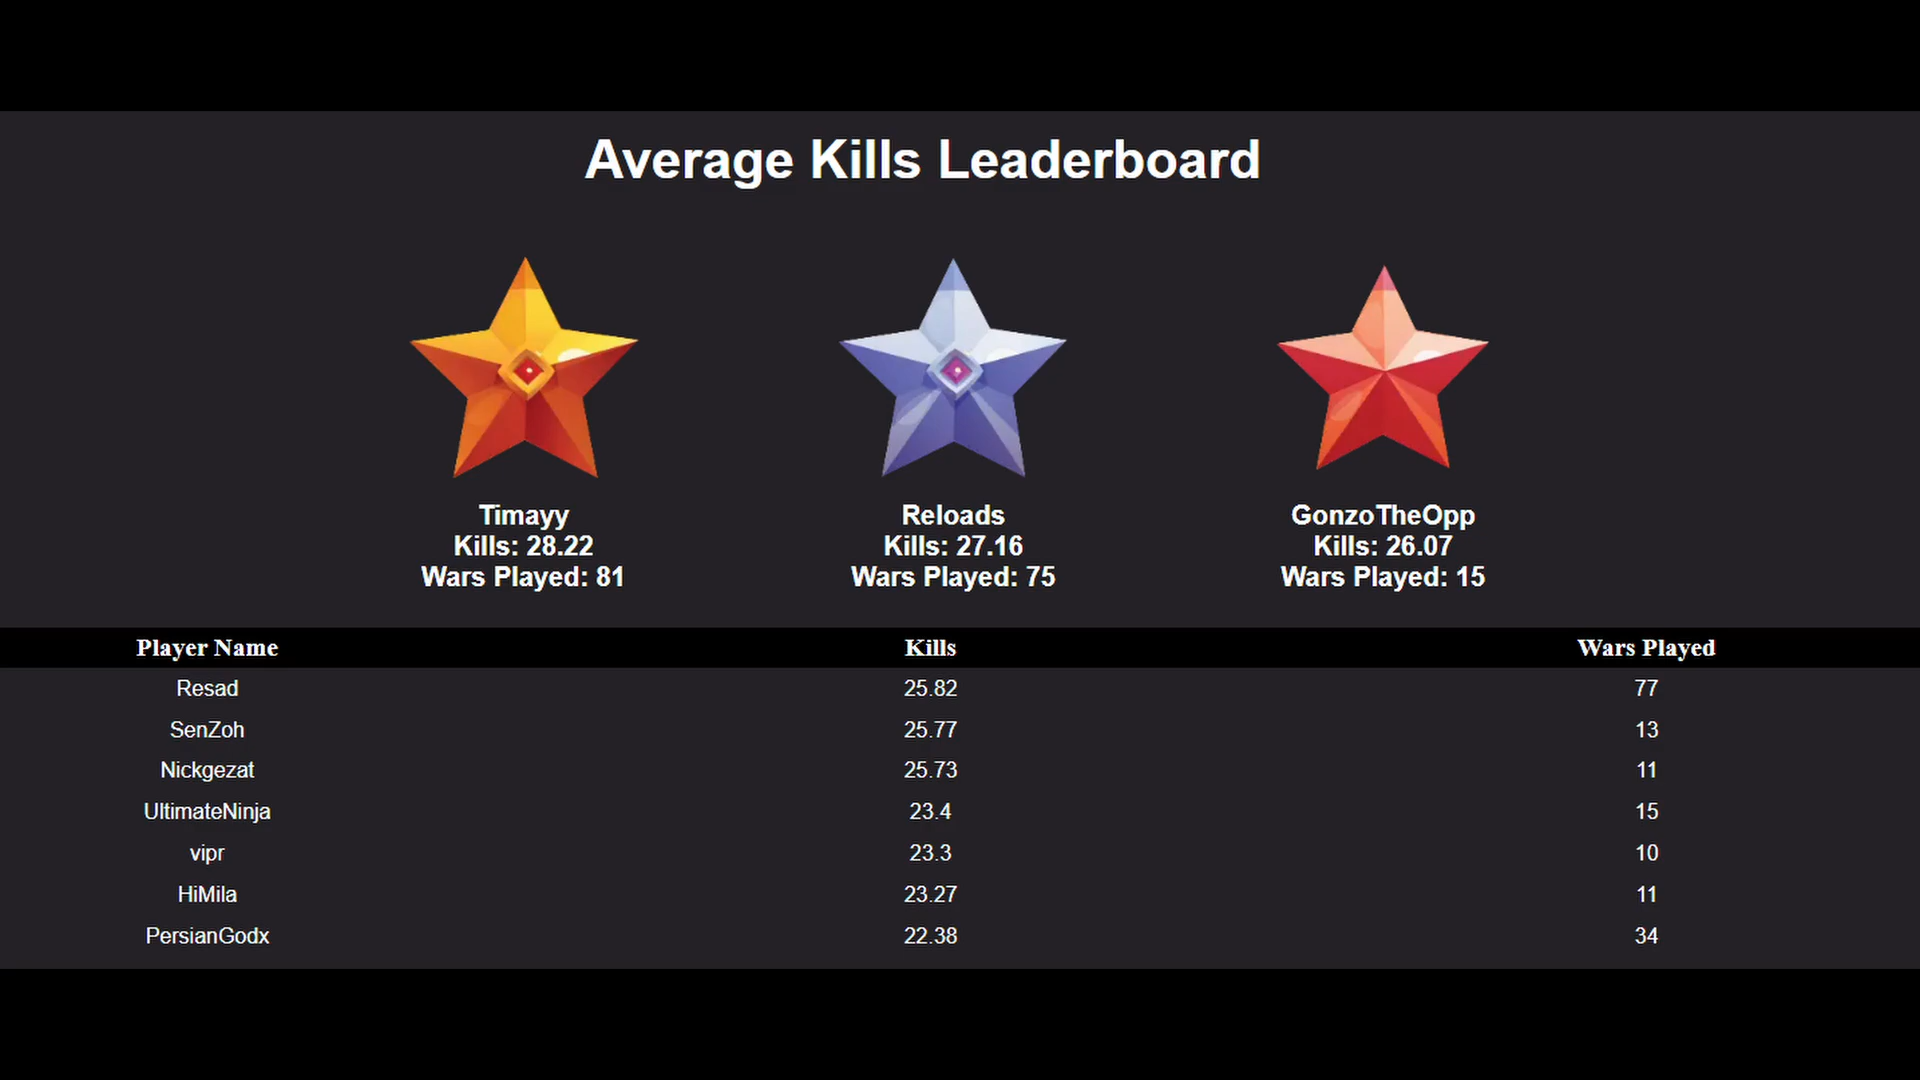 Average Kills Leaderboard
Timayy
Kills: 28.22
Wars Played: 81
Reloads
Kills: 27.16
Wars Played: 75
GonzoTheOpp
Kills: 26.07
Wars Played: 15
Player Name Kills Wars Played
Resad 25.82 77
SenZoh 25.77 13
Nickgezat 25.73 11
UltimateNinja 23.4 15
vipr 23.3 10
HiMila 23.27 11
PersianGodx 22.38 34